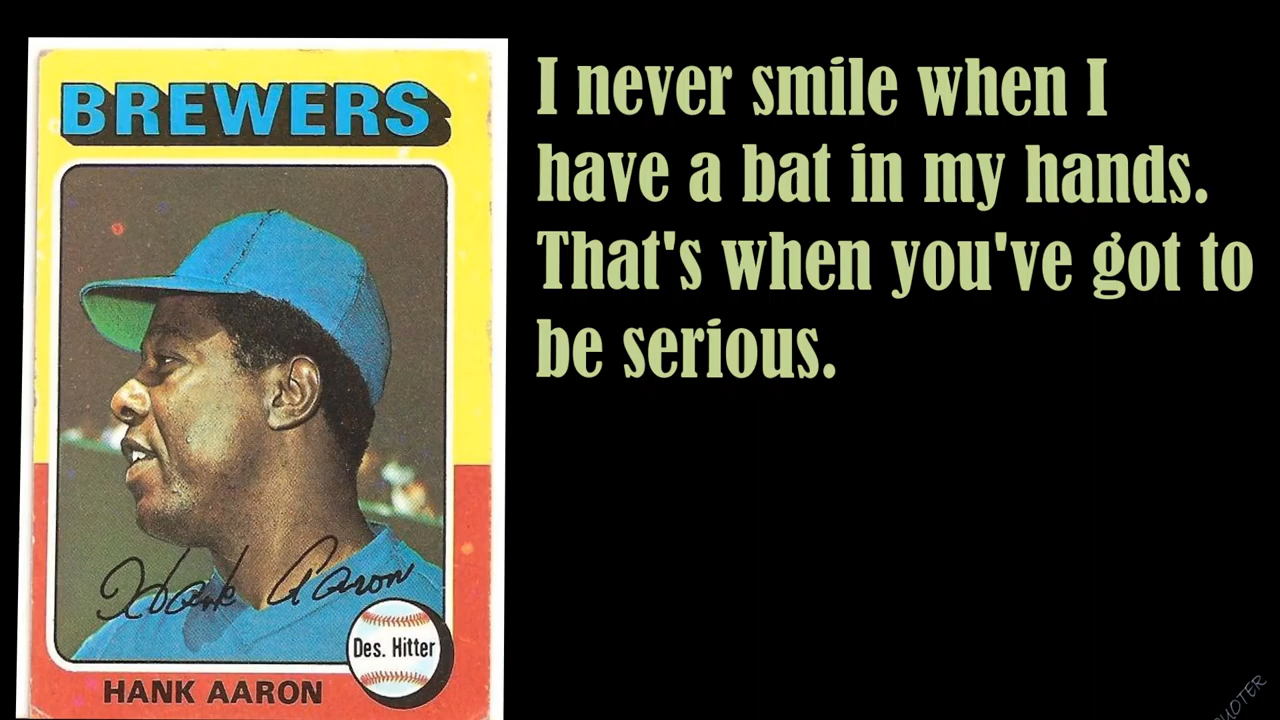 BREWERS
Hank Aaron
Des. Hitter
HANK AARON
I never smile when I
have a bat in my hands.
That's when you've got to
be serious.